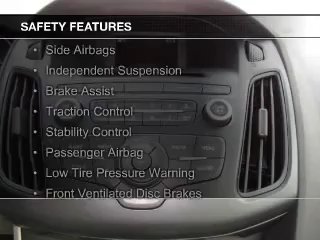 SAFETY FEATURES
• Side Airbags
• Independent Suspension
• Brake Assist
• Traction Control
• Stability Control
• Passenger Airbag
• Low Tire Pressure Warning
• Front Ventilated Disc Brakes